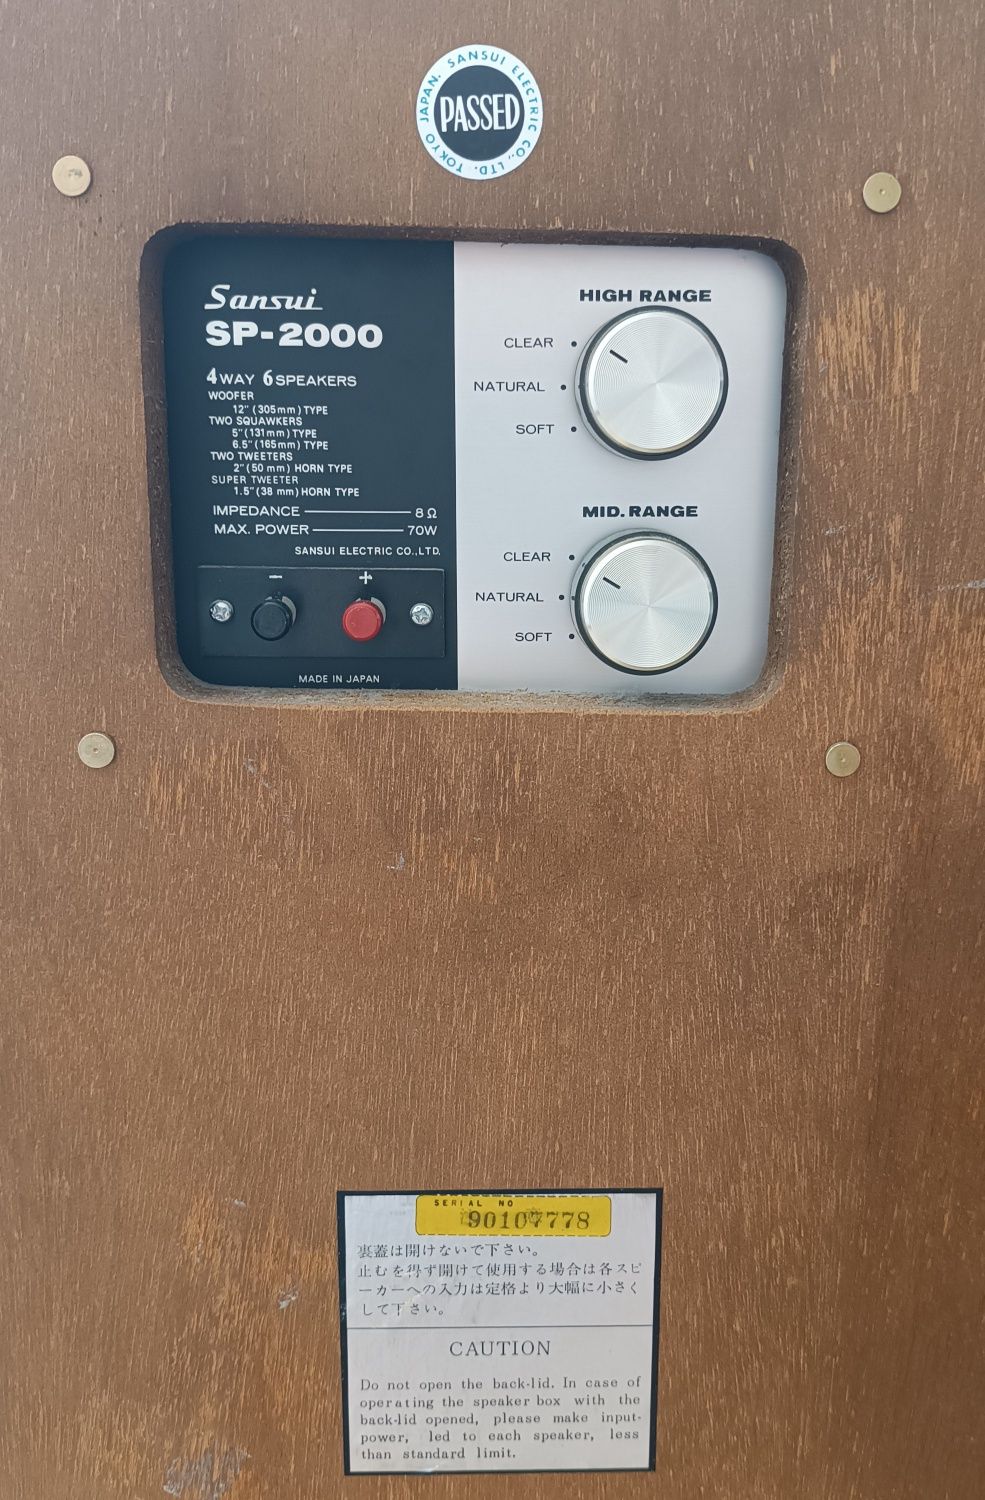 SANSUI ELECTRIC CO., LTD. TOKYO JAPAN.
PASSED
Sansui
SP-2000
4WAY 6SPEAKERS
WOOFER
12" (305mm) TYPE
TWO SQUAWKERS
5" (131mm) TYPE
6.5" (165mm) TYPE
TWO TWEETERS
2" (50 mm) HORN TYPE
SUPER TWEETER
1.5" (38 mm) HORN TYPE
IMPEDANCE 8Ω
MAX. POWER 70W
SANSUI ELECTRIC CO.,LTD.
− +
MADE IN JAPAN
HIGH RANGE
CLEAR
NATURAL
SOFT
MID. RANGE
CLEAR
NATURAL
SOFT
SERIAL NO
90107778
裏蓋は開けないで下さい。
止むを得ず開けて使用する場合は各スピ
ーカーへの入力は定格より大幅に小さく
して下さい。
CAUTION
Do not open the back-lid. In case of
operating the speaker box with the
back-lid opened, please make input-
power, led to each speaker, less
than standard limit.